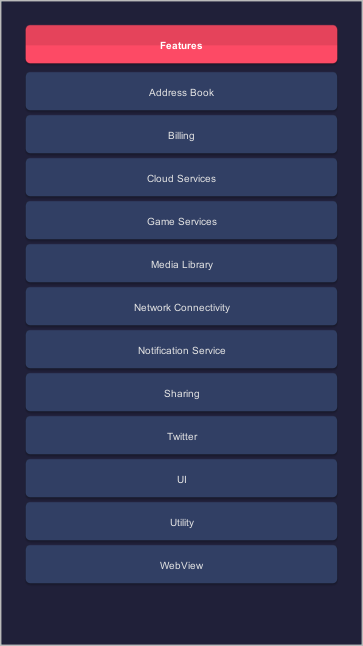 Features
Address Book
Billing
Cloud Services
Game Services
Media Library
Network Connectivity
Notification Service
Sharing
Twitter
UI
Utility
WebView